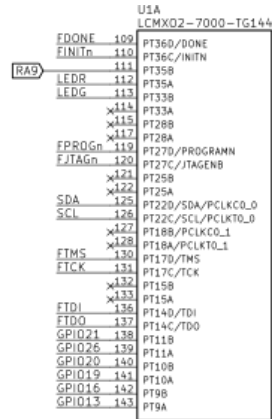 U1A
LCMXO2-7000-TG144
FDONE 109 PT36D/DONE
FINITn 110 PT36C/INITN
RA9 111 PT35B
LEDR 112 PT35A
LEDG 113 PT33B
114 PT33A
115 PT28B
117 PT28A
FPROGn 119 PT27D/PROGRAMN
FJTAGn 120 PT27C/JTAGENB
121 PT25B
122 PT25A
SDA 125 PT22D/SDA/PCLKC0_0
SCL 126 PT22C/SCL/PCLKT0_0
127 PT18B/PCLKC0_1
128 PT18A/PCLKT0_1
FTMS 130 PT17D/TMS
FTCK 131 PT17C/TCK
132 PT15B
133 PT15A
FTDI 136 PT14D/TDI
FTDO 137 PT14C/TDO
GPIO21 138 PT11B
GPIO26 139 PT11A
GPIO20 140 PT10B
GPIO19 141 PT10A
GPIO16 142 PT9B
GPIO13 143 PT9A